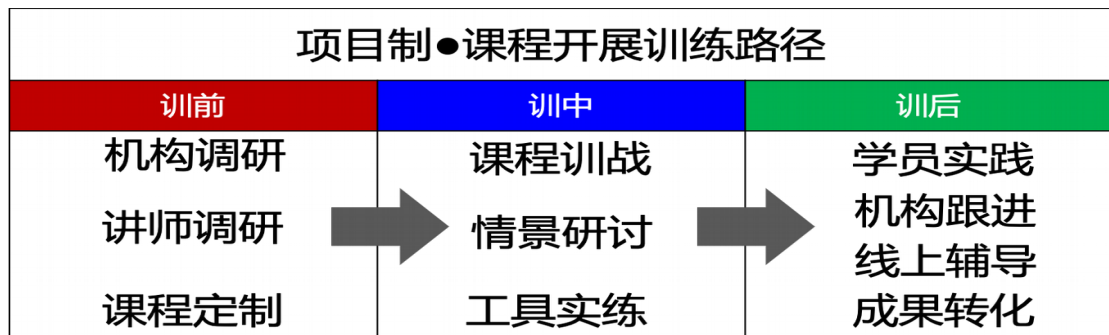 项目制●课程开展训练路径
训前
训中
训后
机构调研
讲师调研
课程定制
课程训战
情景研讨
工具实练
学员实践
机构跟进
线上辅导
成果转化